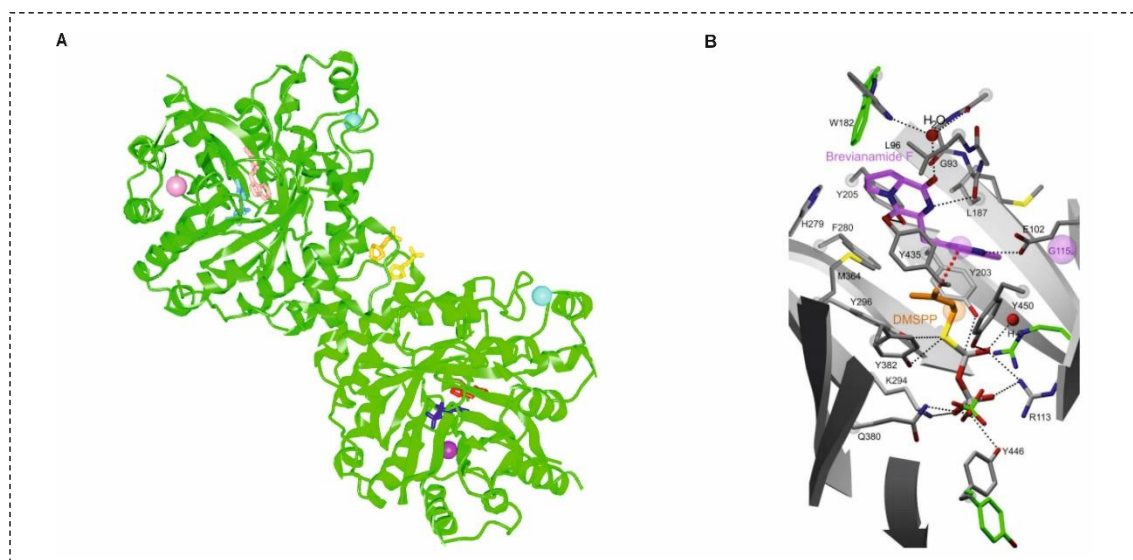 A
B
H₂O
W182
L96
G93
Brevianamide F
Y205
L187
E102
H279
F280
Y435
G115
M364
Y203
Y296
Y450
DMSPP
H
Y382
K294
R113
Q380
Y446